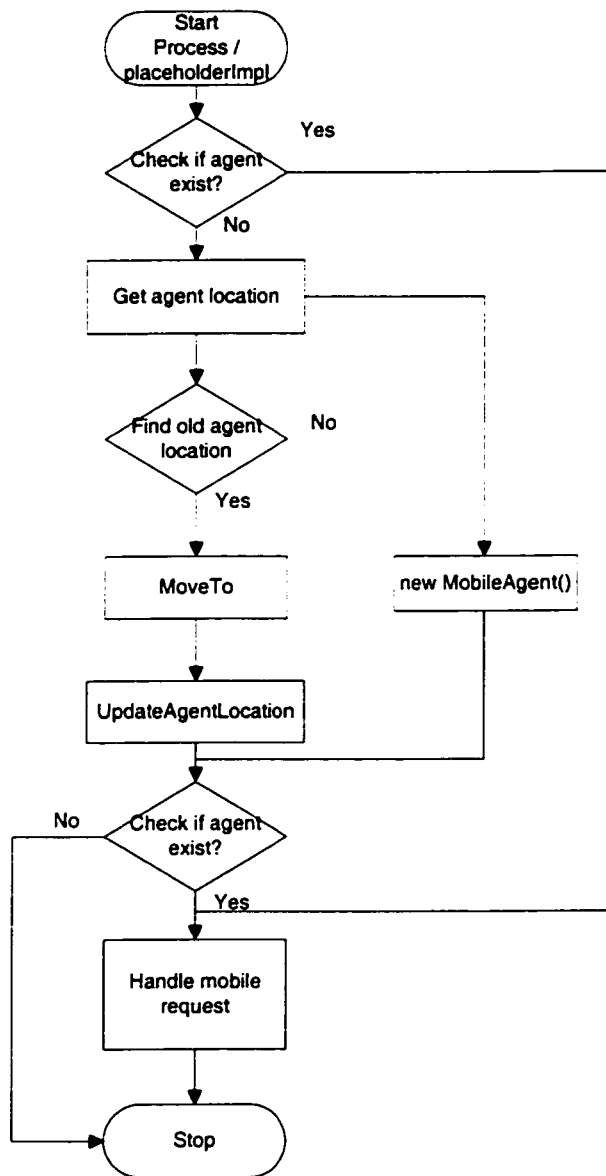 Start
Process /
placeholderImpl
Yes
Check if agent
exist?
No
Get agent location
Find old agent
location
No
Yes
MoveTo
new MobileAgent()
UpdateAgentLocation
No
Check if agent
exist?
Yes
Handle mobile
request
Stop